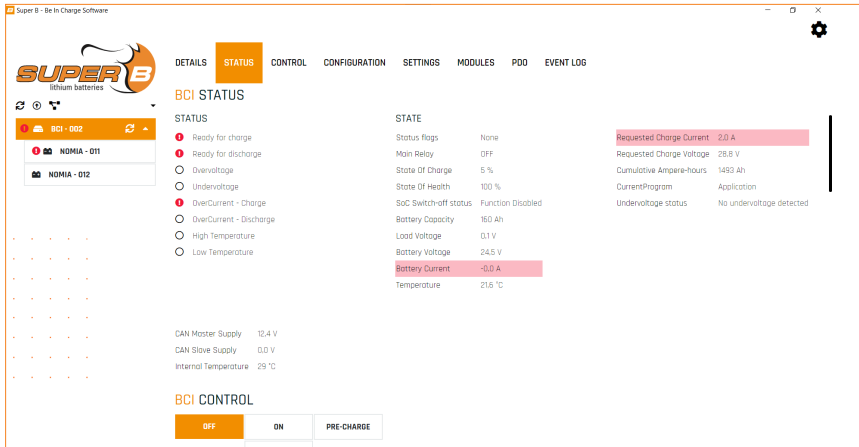 Super B - Be In Charge Software
SUPER B
lithium batteries
DETAILS STATUS CONTROL CONFIGURATION SETTINGS MODULES PDO EVENT LOG
BCI - 002
NOMIA - 011
NOMIA - 012
BCI STATUS
STATUS
Ready for charge
Ready for discharge
Overvoltage
Undervoltage
OverCurrent - Charge
OverCurrent - Discharge
High Temperature
Low Temperature
STATE
Status flags None
Main Relay OFF
State Of Charge 5 %
State Of Health 100 %
SoC Switch-off status Function Disabled
Battery Capacity 160 Ah
Load Voltage 0,1 V
Battery Voltage 24,5 V
Battery Current -0,0 A
Temperature 21,6 °C
Requested Charge Current 2,0 A
Requested Charge Voltage 28,8 V
Cumulative Ampere-hours 1493 Ah
CurrentProgram Application
Undervoltage status No undervoltage detected
CAN Master Supply 12,4 V
CAN Slave Supply 0,0 V
Internal Temperature 29 °C
BCI CONTROL
OFF ON PRE-CHARGE